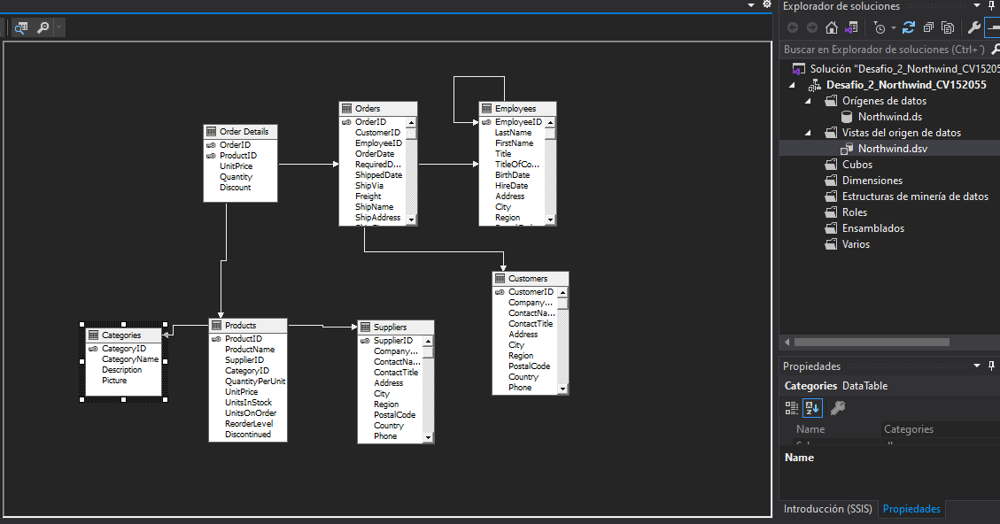 Order Details
OrderID
ProductID
UnitPrice
Quantity
Discount
Orders
OrderID
CustomerID
EmployeeID
OrderDate
RequiredD...
ShippedDate
ShipVia
Freight
ShipName
ShipAddress
Employees
EmployeeID
LastName
FirstName
Title
TitleOfCo...
BirthDate
HireDate
Address
City
Region
Customers
CustomerID
Company...
ContactNa...
ContactTitle
Address
City
Region
PostalCode
Country
Phone
Categories
CategoryID
CategoryName
Description
Picture
Products
ProductID
ProductName
SupplierID
CategoryID
QuantityPerUnit
UnitPrice
UnitsInStock
UnitsOnOrder
ReorderLevel
Discontinued
Suppliers
SupplierID
Company...
ContactNa...
ContactTitle
Address
City
Region
PostalCode
Country
Phone
Explorador de soluciones
Buscar en Explorador de soluciones (Ctrl+´)
Solución "Desafio_2_Northwind_CV15205
Desafio_2_Northwind_CV152055
Orígenes de datos
Northwind.ds
Vistas del origen de datos
Northwind.dsv
Cubos
Dimensiones
Estructuras de minería de datos
Roles
Ensamblados
Varios
Propiedades
Categories DataTable
Name Categories
Name
Introducción (SSIS) Propiedades